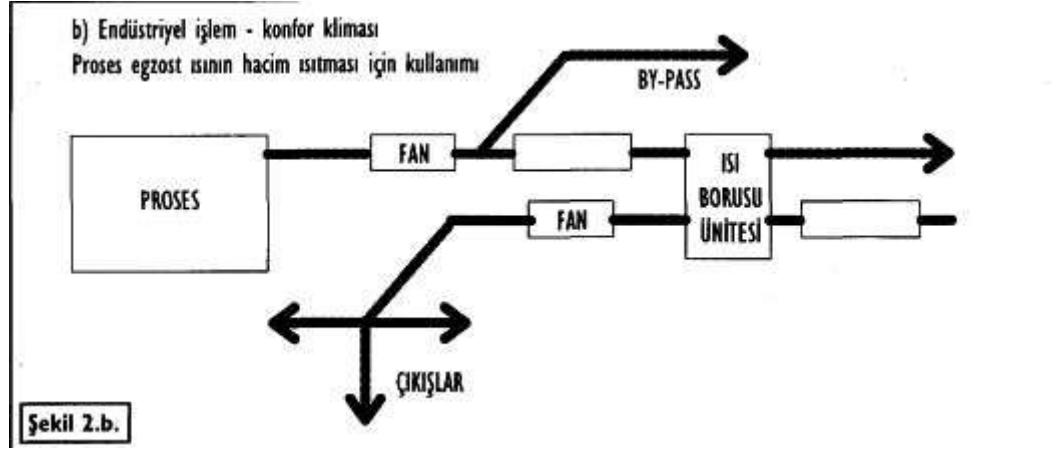 b) Endüstriyel işlem - konfor kliması
Proses egzost ısının hacim ısıtması için kullanımı
BY-PASS
FAN
PROSES
ISI
BORUSU
ÜNİTESİ
FAN
ÇIKIŞLAR
Şekil 2.b.